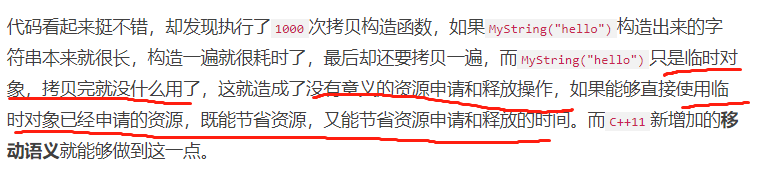 代码看起来挺不错，却发现执行了 1000 次拷贝构造函数，如果 MyString("hello") 构造出来的字
符串本来就很长，构造一遍就很耗时了，最后却还要拷贝一遍，而 MyString("hello") 只是临时对
象，拷贝完就没什么用了，这就造成了没有意义的资源申请和释放操作，如果能够直接使用临
时对象已经申请的资源，既能节省资源，又能节省资源申请和释放的时间。而 C++11 新增加的移
动语义就能够做到这一点。